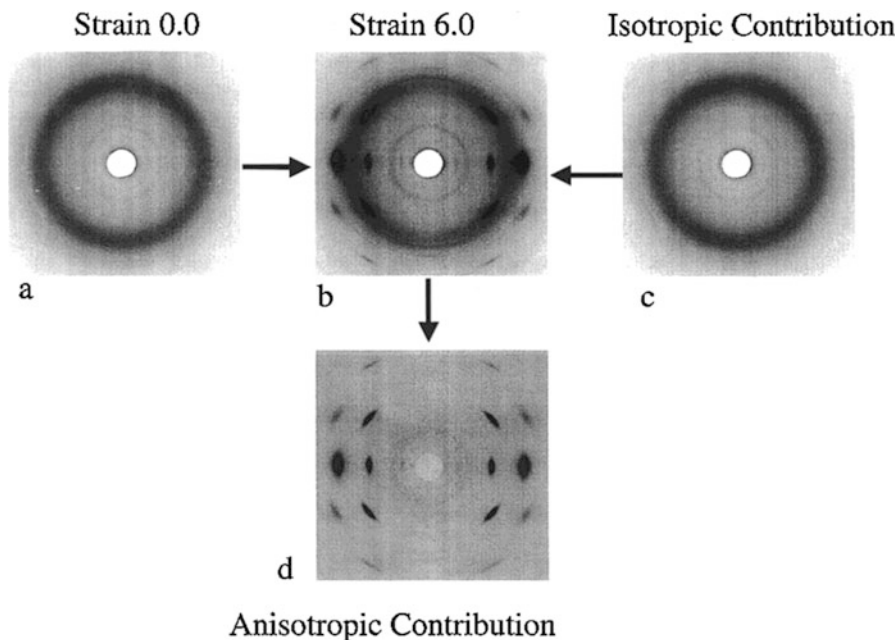 Strain 0.0
Strain 6.0
Isotropic Contribution
a
b
c
d
Anisotropic Contribution